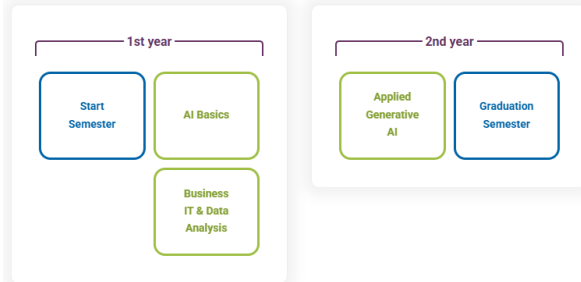 1st year
Start
Semester
AI Basics
Business
IT & Data
Analysis
2nd year
Applied
Generative
AI
Graduation
Semester